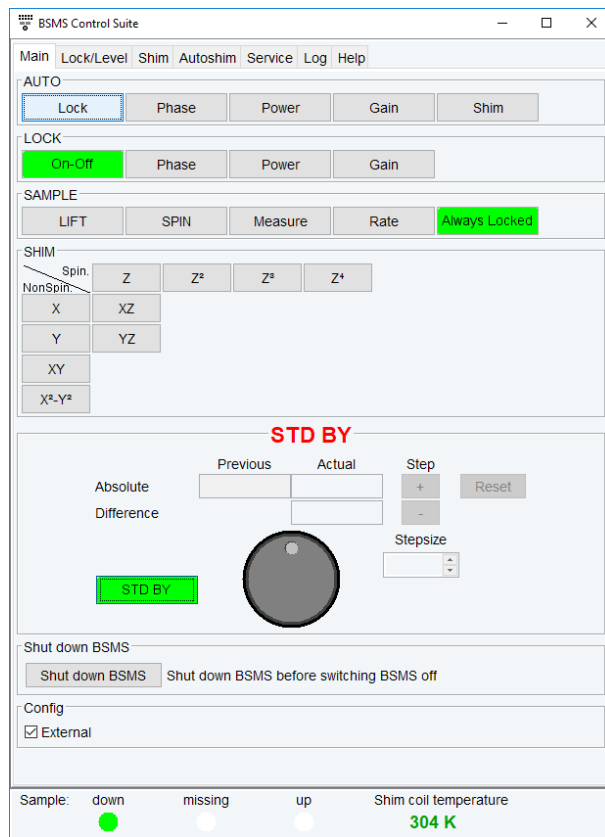 BSMS Control Suite
Main Lock/Level Shim Autoshim Service Log Help
AUTO
Lock Phase Power Gain Shim
LOCK
On-Off Phase Power Gain
SAMPLE
LIFT SPIN Measure Rate Always Locked
SHIM
Spin.
NonSpin.
Z Z² Z³ Z⁴
X XZ
Y YZ
XY
X²-Y²
STD BY
Previous Actual Step
Absolute + Reset
Difference -
Stepsize
STD BY
Shut down BSMS
Shut down BSMS Shut down BSMS before switching BSMS off
Config
External
Sample: down missing up Shim coil temperature
304 K